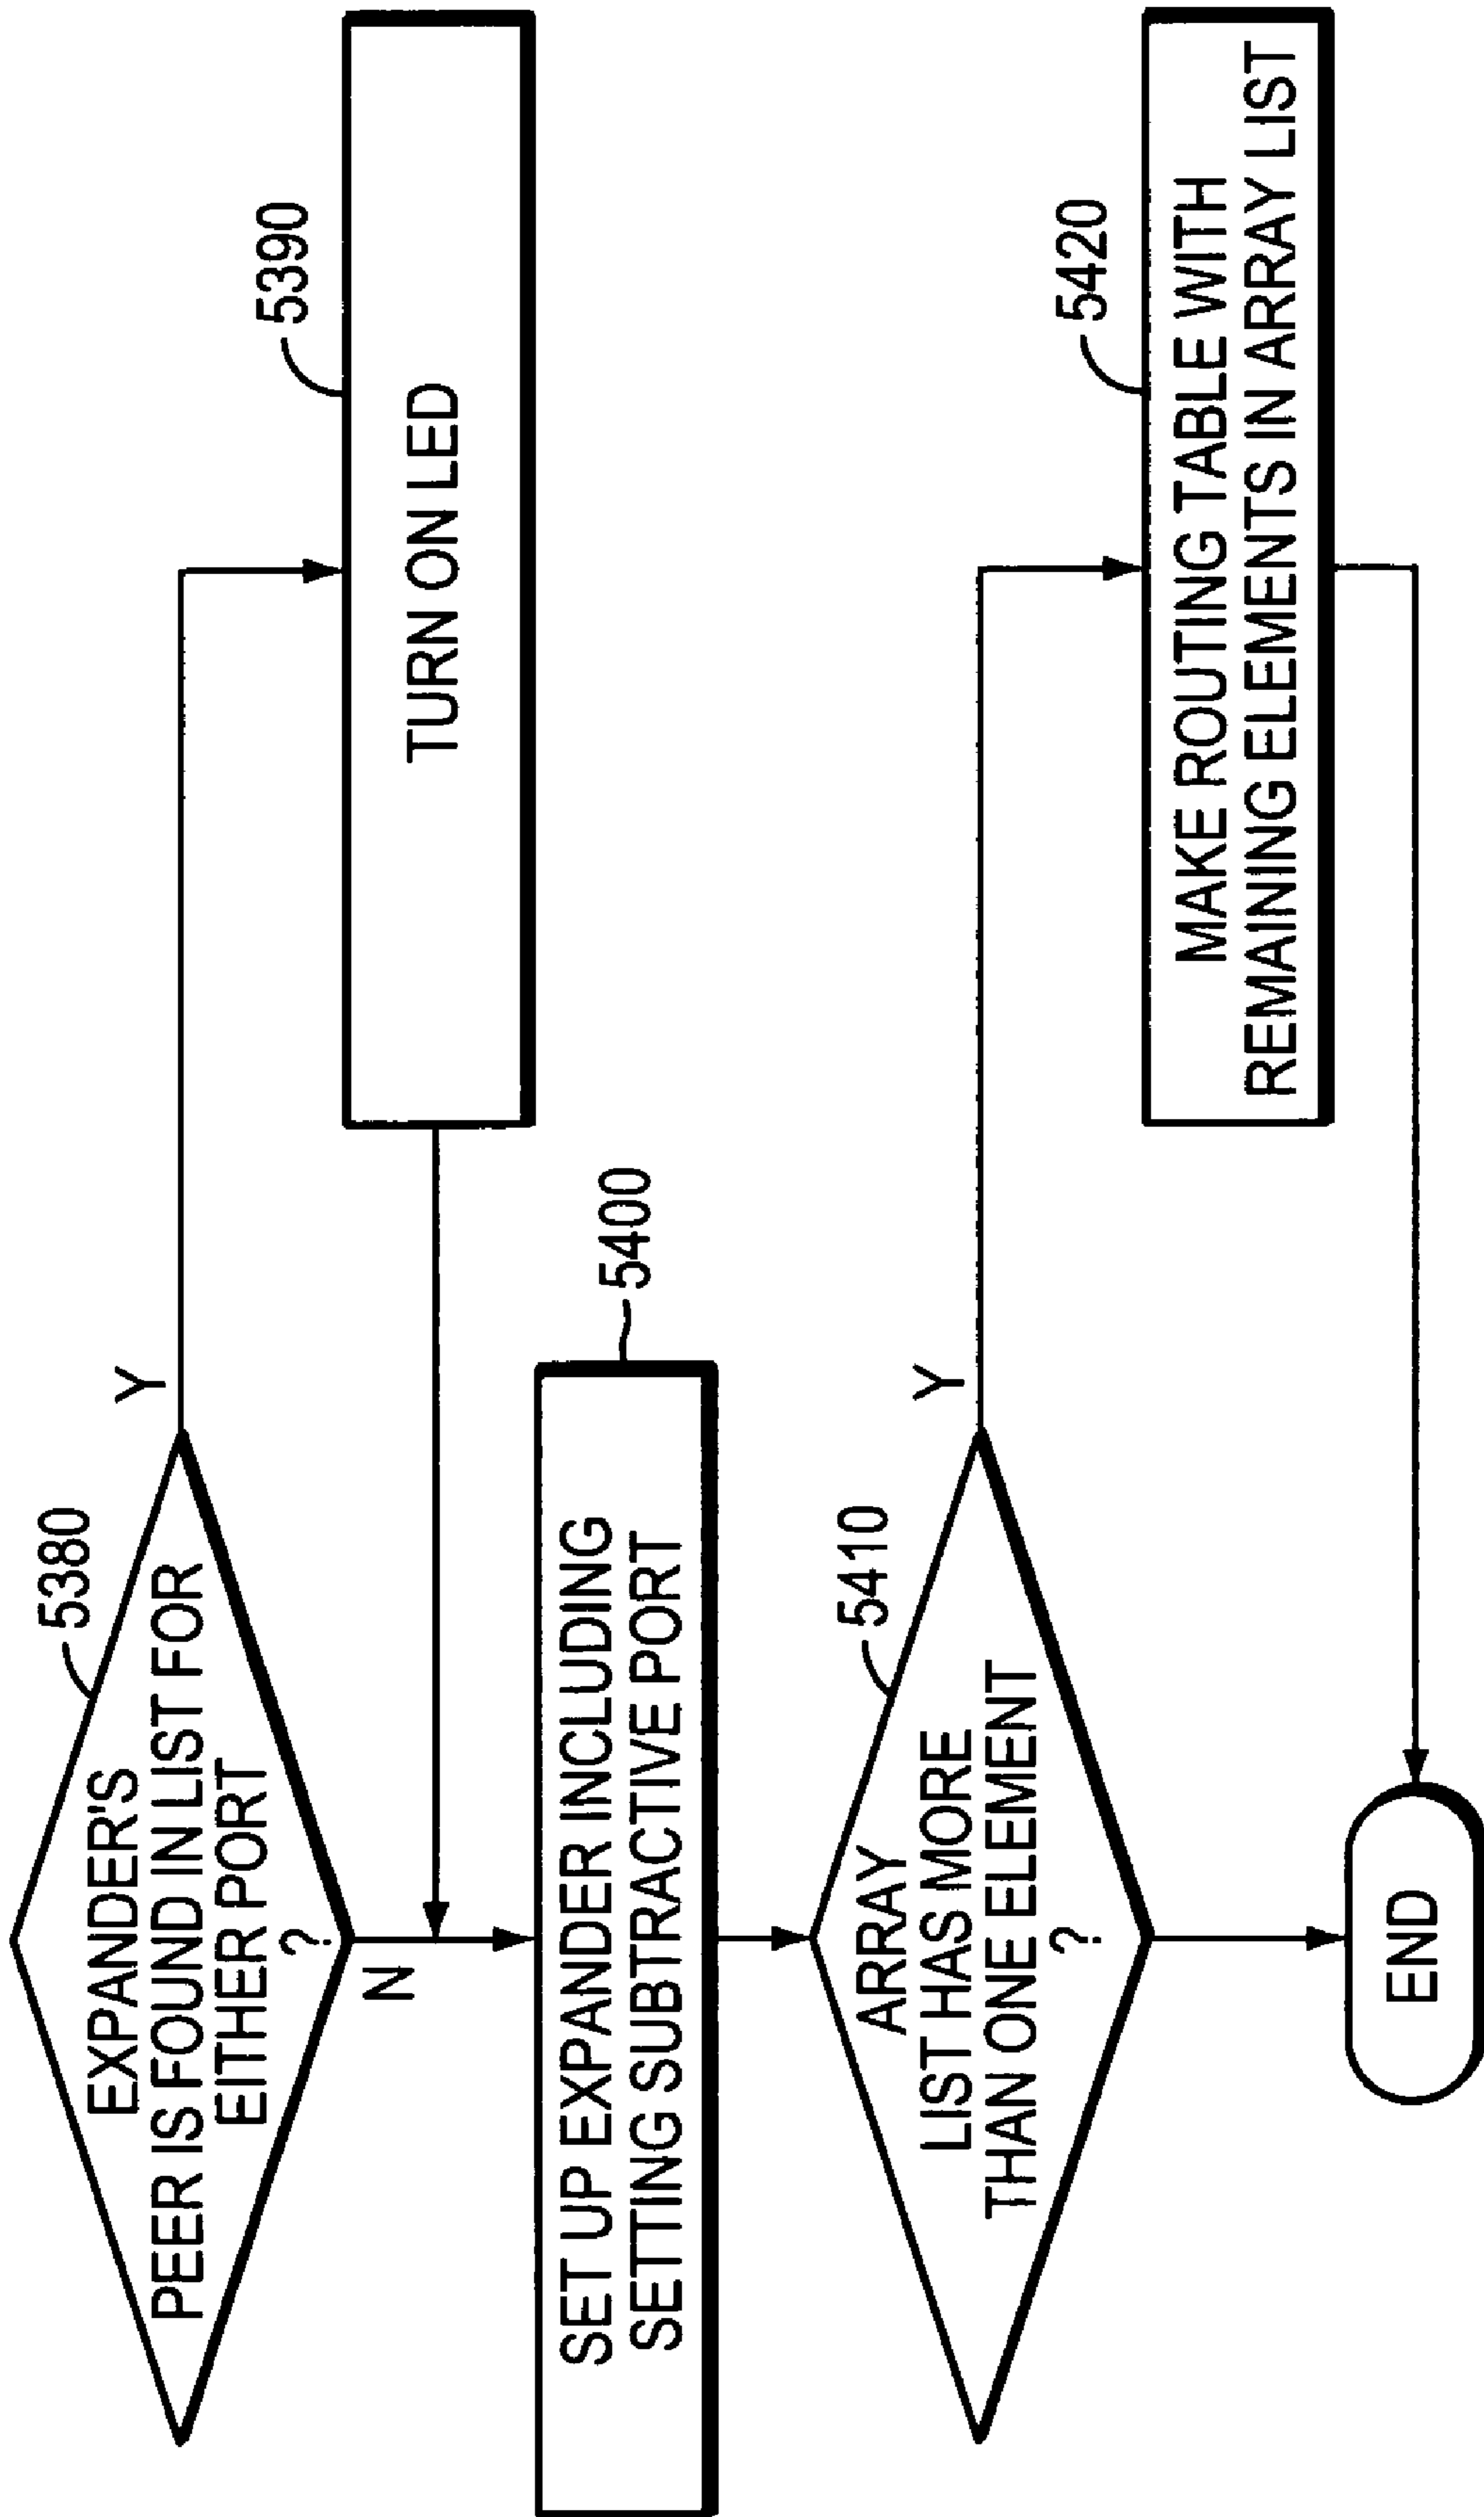 EXPANDER'S
PEER IS FOUND IN LIST FOR
EITHER PORT
?
5380
Y
N
5390
TURN ON LED
5400
SET UP EXPANDER INCLUDING
SETTING SUBTRACTIVE PORT
ARRAY
LIST HAS MORE
THAN ONE ELEMENT
?
5410
Y
5420
MAKE ROUTING TABLE WITH
REMAINING ELEMENTS IN ARRAY LIST
END